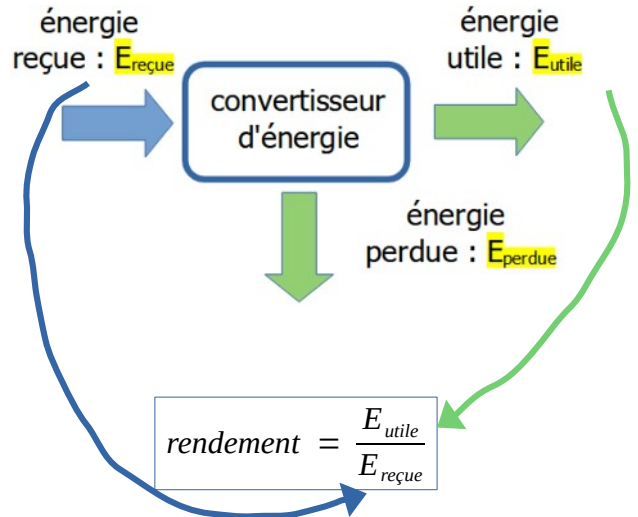 énergie
reçue : Ereçue
convertisseur
d'énergie
énergie
utile : Eutile
énergie
perdue : Eperdue
rendement = Eutile / Ereçue